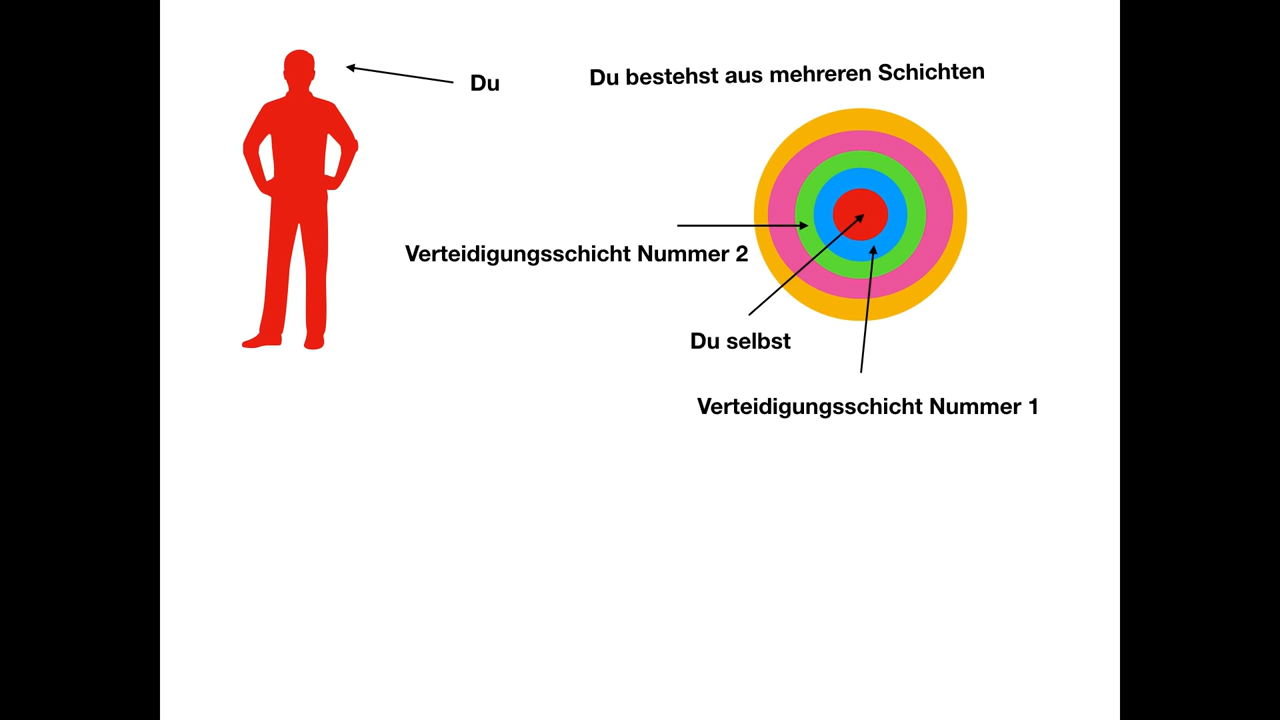 Du
Du bestehst aus mehreren Schichten
Verteidigungsschicht Nummer 2
Du selbst
Verteidigungsschicht Nummer 1